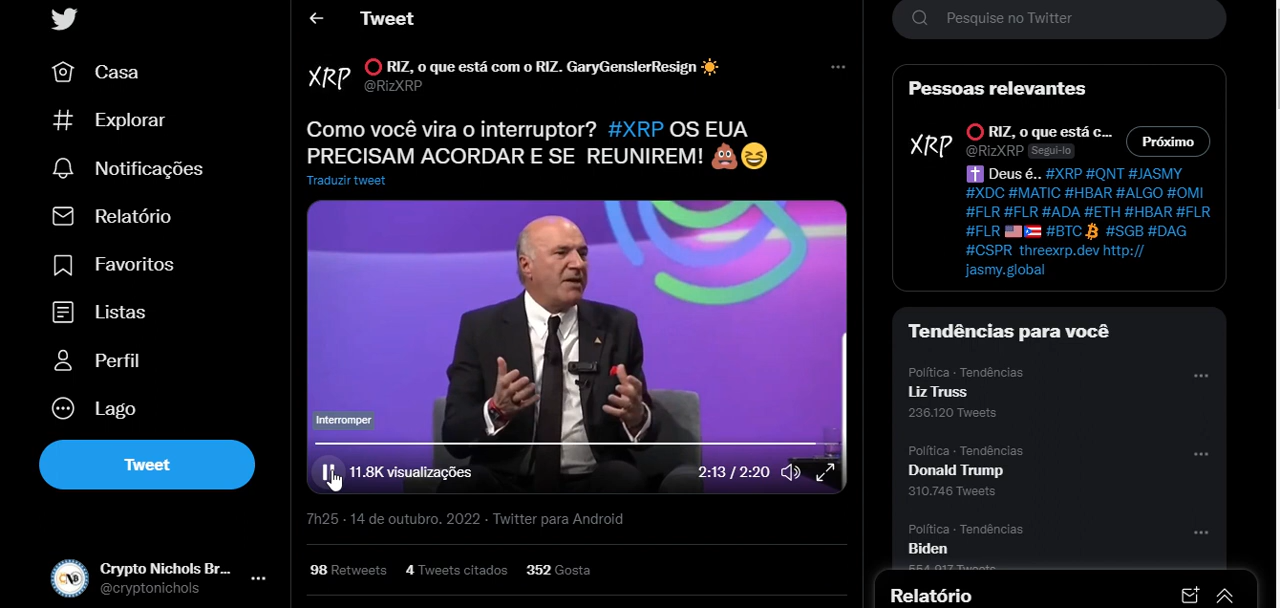 Casa
Explorar
Notificações
Relatório
Favoritos
Listas
Perfil
Lago
Tweet
Crypto Nichols Br...
@cryptonichols
Tweet
XRP
RIZ, o que está com o RIZ. GaryGenslerResign
@RizXRP
Como você vira o interruptor? #XRP OS EUA
PRECISAM ACORDAR E SE REUNIREM!
Traduzir tweet
Interromper
11.8K visualizações
2:13 / 2:20
7h25 · 14 de outubro. 2022 · Twitter para Android
98 Retweets 4 Tweets citados 352 Gosta
Pesquise no Twitter
Pessoas relevantes
XRP
RIZ, o que está c...
@RizXRP Segui-lo
Próximo
Deus é.. #XRP #QNT #JASMY
#XDC #MATIC #HBAR #ALGO #OMI
#FLR #FLR #ADA #ETH #HBAR #FLR
#FLR #BTC #SGB #DAG
#CSPR threexrp.dev http://
jasmy.global
Tendências para você
Política · Tendências
Liz Truss
236.120 Tweets
Política · Tendências
Donald Trump
310.746 Tweets
Política · Tendências
Biden
554.917 Tweets
Relatório